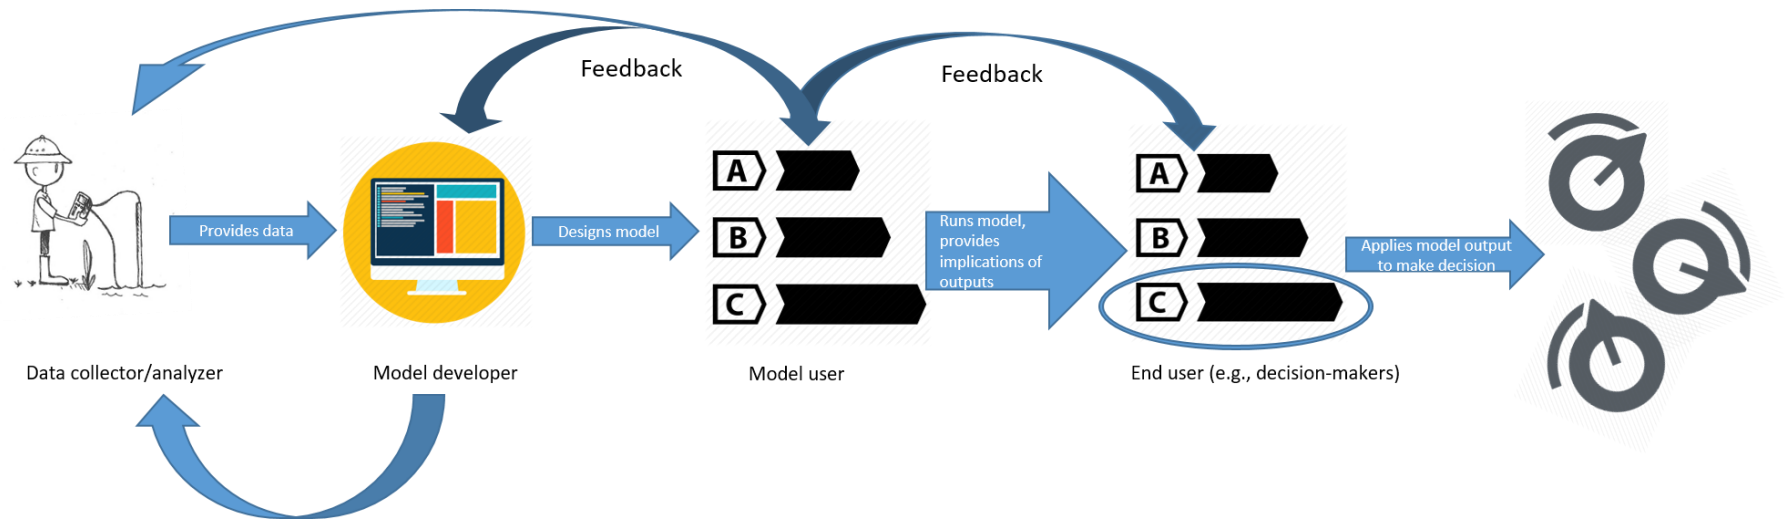 Feedback
Feedback
A
B
C
A
B
C
Provides data
Designs model
Runs model,
provides
implications of
outputs
Applies model output
to make decision
Data collector/analyzer
Model developer
Model user
End user (e.g., decision-makers)